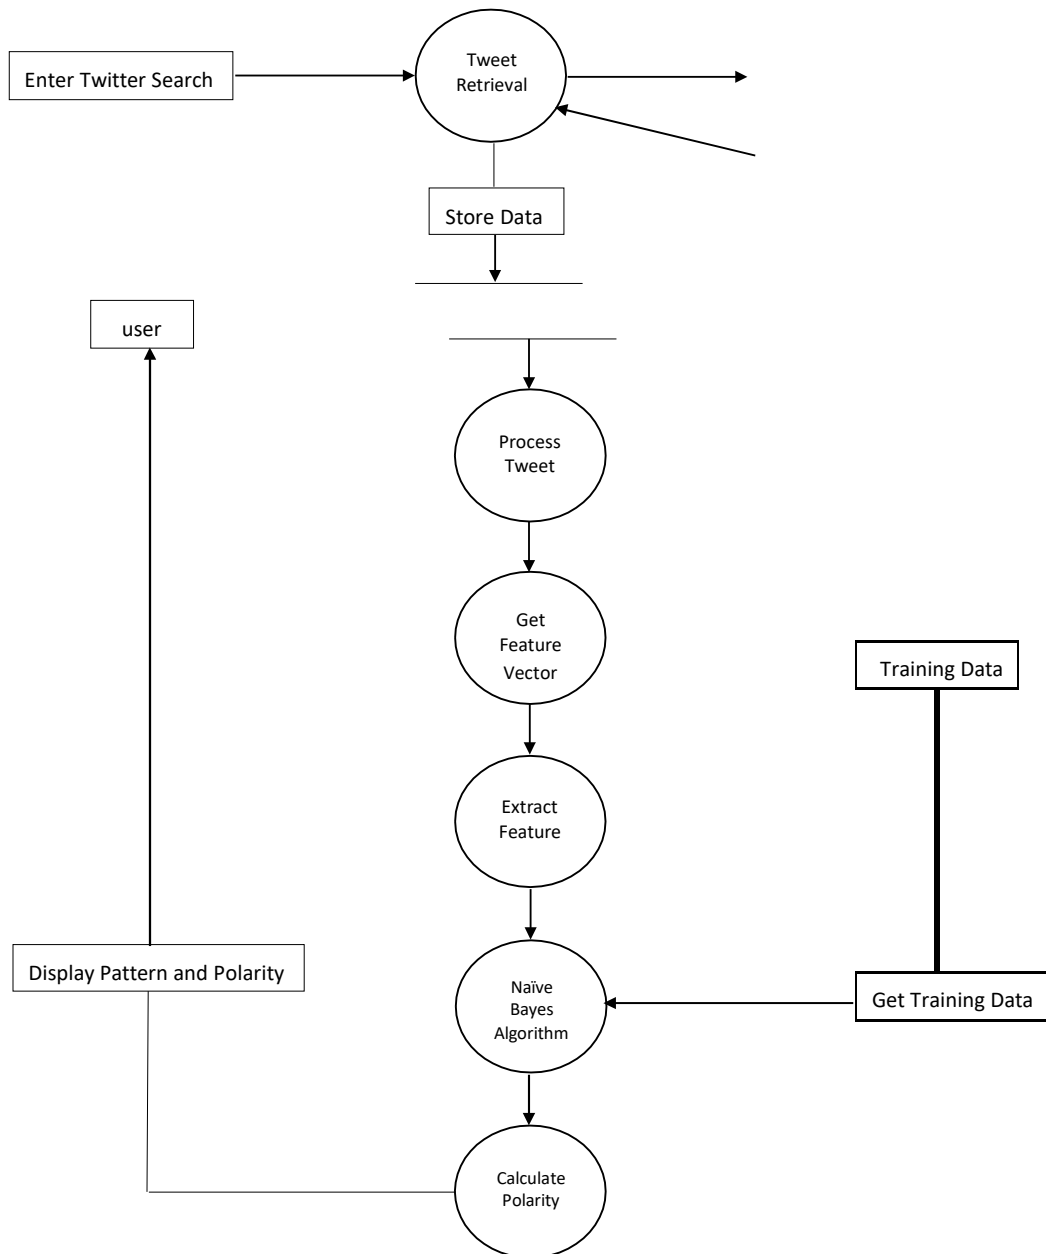 Enter Twitter Search
Tweet
Retrieval
Store Data
user
Process
Tweet
Get
Feature
Vector
Training Data
Extract
Feature
Display Pattern and Polarity
Naïve
Bayes
Algorithm
Get Training Data
Calculate
Polarity